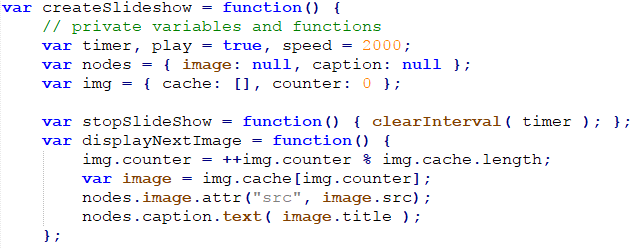 var createSlideshow = function() {
    // private variables and functions
    var timer, play = true, speed = 2000;
    var nodes = { image: null, caption: null };
    var img = { cache: [], counter: 0 };

    var stopSlideShow = function() { clearInterval( timer ); };
    var displayNextImage = function() {
        img.counter = ++img.counter % img.cache.length;
        var image = img.cache[img.counter];
        nodes.image.attr("src", image.src);
        nodes.caption.text( image.title );
    };